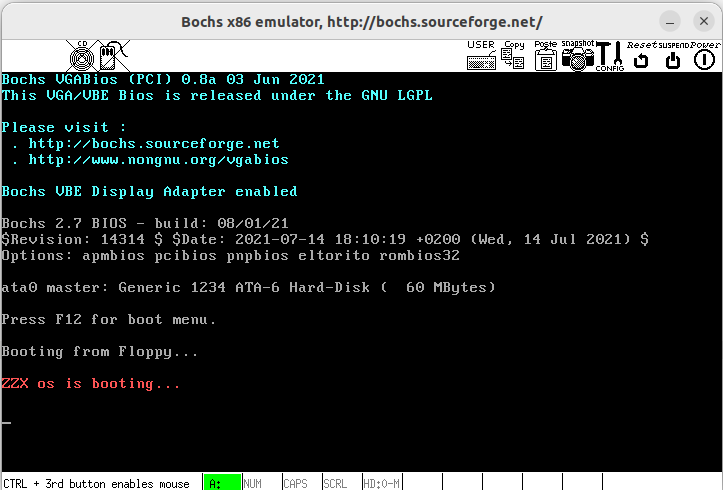 Bochs x86 emulator, http://bochs.sourceforge.net/
CD
USER Copy Paste snapshot CONFIG Reset SUSPEND Power
Bochs VGABios (PCI) 0.8a 03 Jun 2021
This VGA/VBE Bios is released under the GNU LGPL
Please visit :
. http://bochs.sourceforge.net
. http://www.nongnu.org/vgabios
Bochs VBE Display Adapter enabled
Bochs 2.7 BIOS - build: 08/01/21
$Revision: 14314 $ $Date: 2021-07-14 18:10:19 +0200 (Wed, 14 Jul 2021) $
Options: apmbios pcibios pnpbios eltorito rombios32
ata0 master: Generic 1234 ATA-6 Hard-Disk (  60 MBytes)
Press F12 for boot menu.
Booting from Floppy...
ZZX os is booting...
_
CTRL + 3rd button enables mouse A: NUM CAPS SCRL HD:0-M